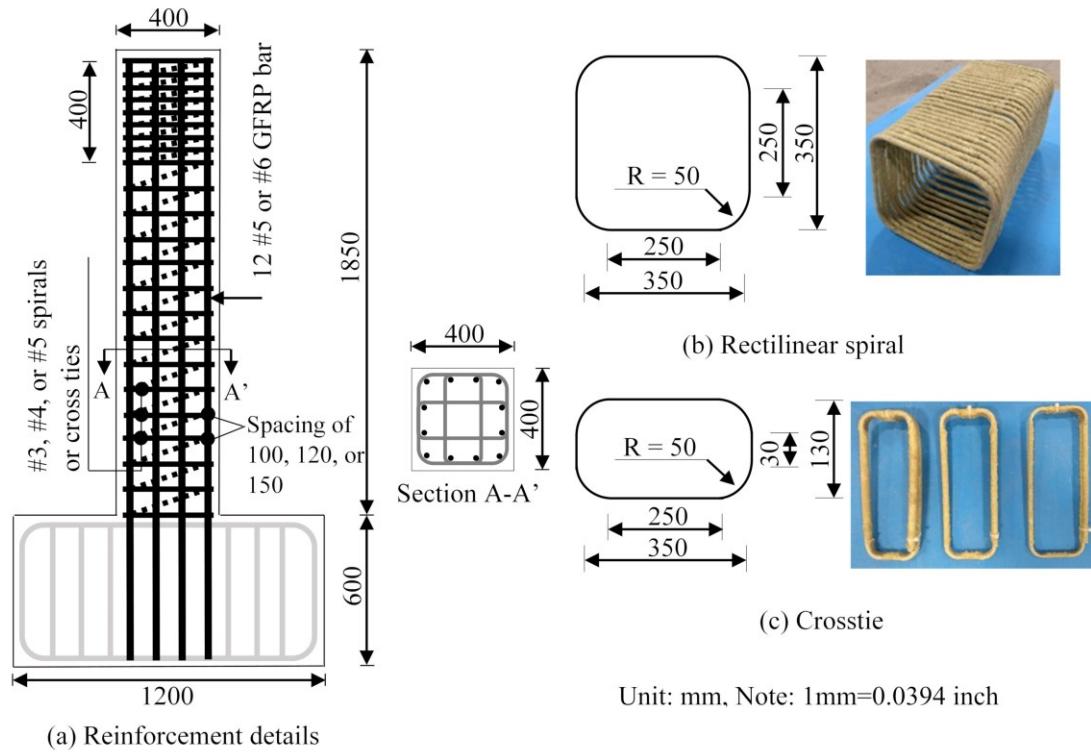 400
400
12 #5 or #6 GFRP bar
1850
#3, #4, or #5 spirals
or cross ties
A
A’
Spacing of
100, 120, or
150
600
1200
(a) Reinforcement details
400
400
Section A-A’
R = 50
250
350
250
350
(b) Rectilinear spiral
R = 50
30
130
250
350
(c) Crosstie
Unit: mm, Note: 1mm=0.0394 inch